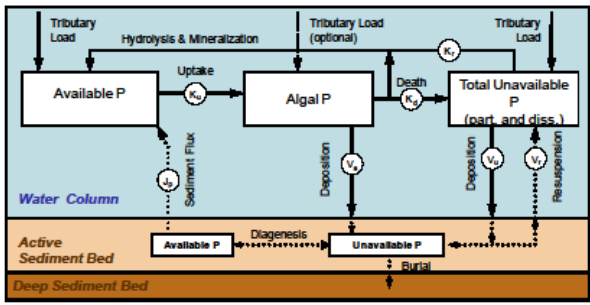 Tributary
Load
Hydrolysis & Mineralization
Tributary Load
(optional)
Kr
Tributary
Load
Available P
Uptake
Ku
Algal P
Death
Kd
Total Unavailable
P
(part. and diss.)
Jp
Sediment Flux
Deposition
Va
Deposition
Vu
Vr
Resuspension
Water Column
Active
Sediment Bed
Available P
Diagenesis
Unavailable P
Burial
Deep Sediment Bed